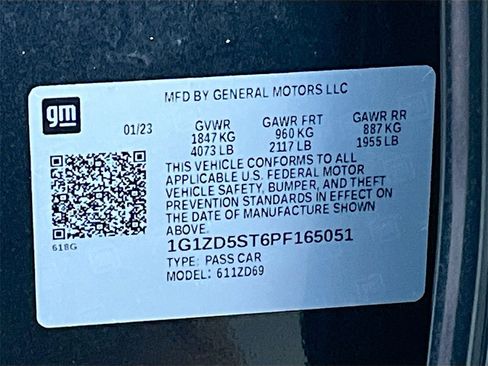 MFD BY GENERAL MOTORS LLC
gm
01/23 GVWR GAWR FRT GAWR RR
1847 KG 960 KG 887 KG
4073 LB 2117 LB 1955 LB
THIS VEHICLE CONFORMS TO ALL
APPLICABLE U.S. FEDERAL MOTOR
VEHICLE SAFETY, BUMPER, AND THEFT
PREVENTION STANDARDS IN EFFECT ON
THE DATE OF MANUFACTURE SHOWN
ABOVE.
618G
1G1ZD5ST6PF165051
TYPE: PASS CAR
MODEL: 611ZD69